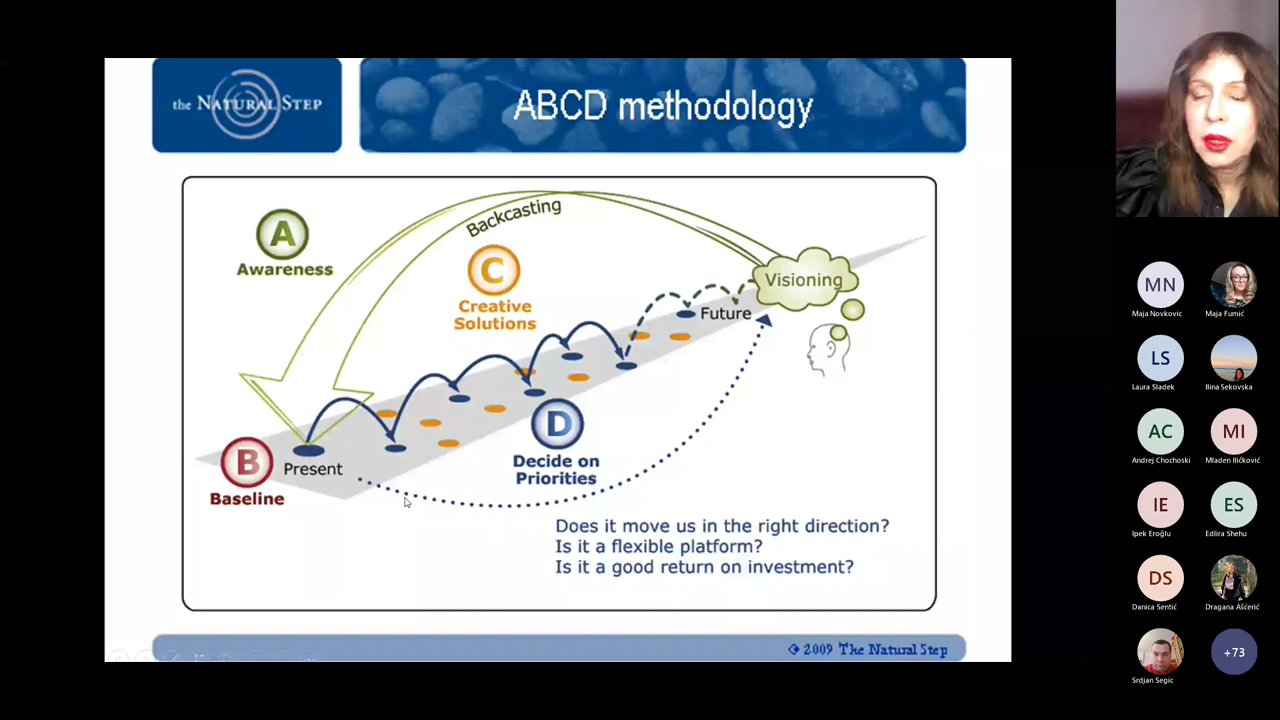 the NATURAL STEP
ABCD methodology
A
Awareness
Backcasting
C
Creative
Solutions
Visioning
Future
B
Baseline
Present
D
Decide on
Priorities
Does it move us in the right direction?
Is it a flexible platform?
Is it a good return on investment?
© 2009 The Natural Step
MN
Maja Novkovic
Maja Fumić
LS
Laura Sladek
Ilina Sekovska
AC
Andrej Chochoski
MI
Mladen Iličković
IE
Ipek Eroğlu
ES
Edlira Shehu
DS
Danica Sentić
Dragana Aščerić
Srdjan Segic
+73